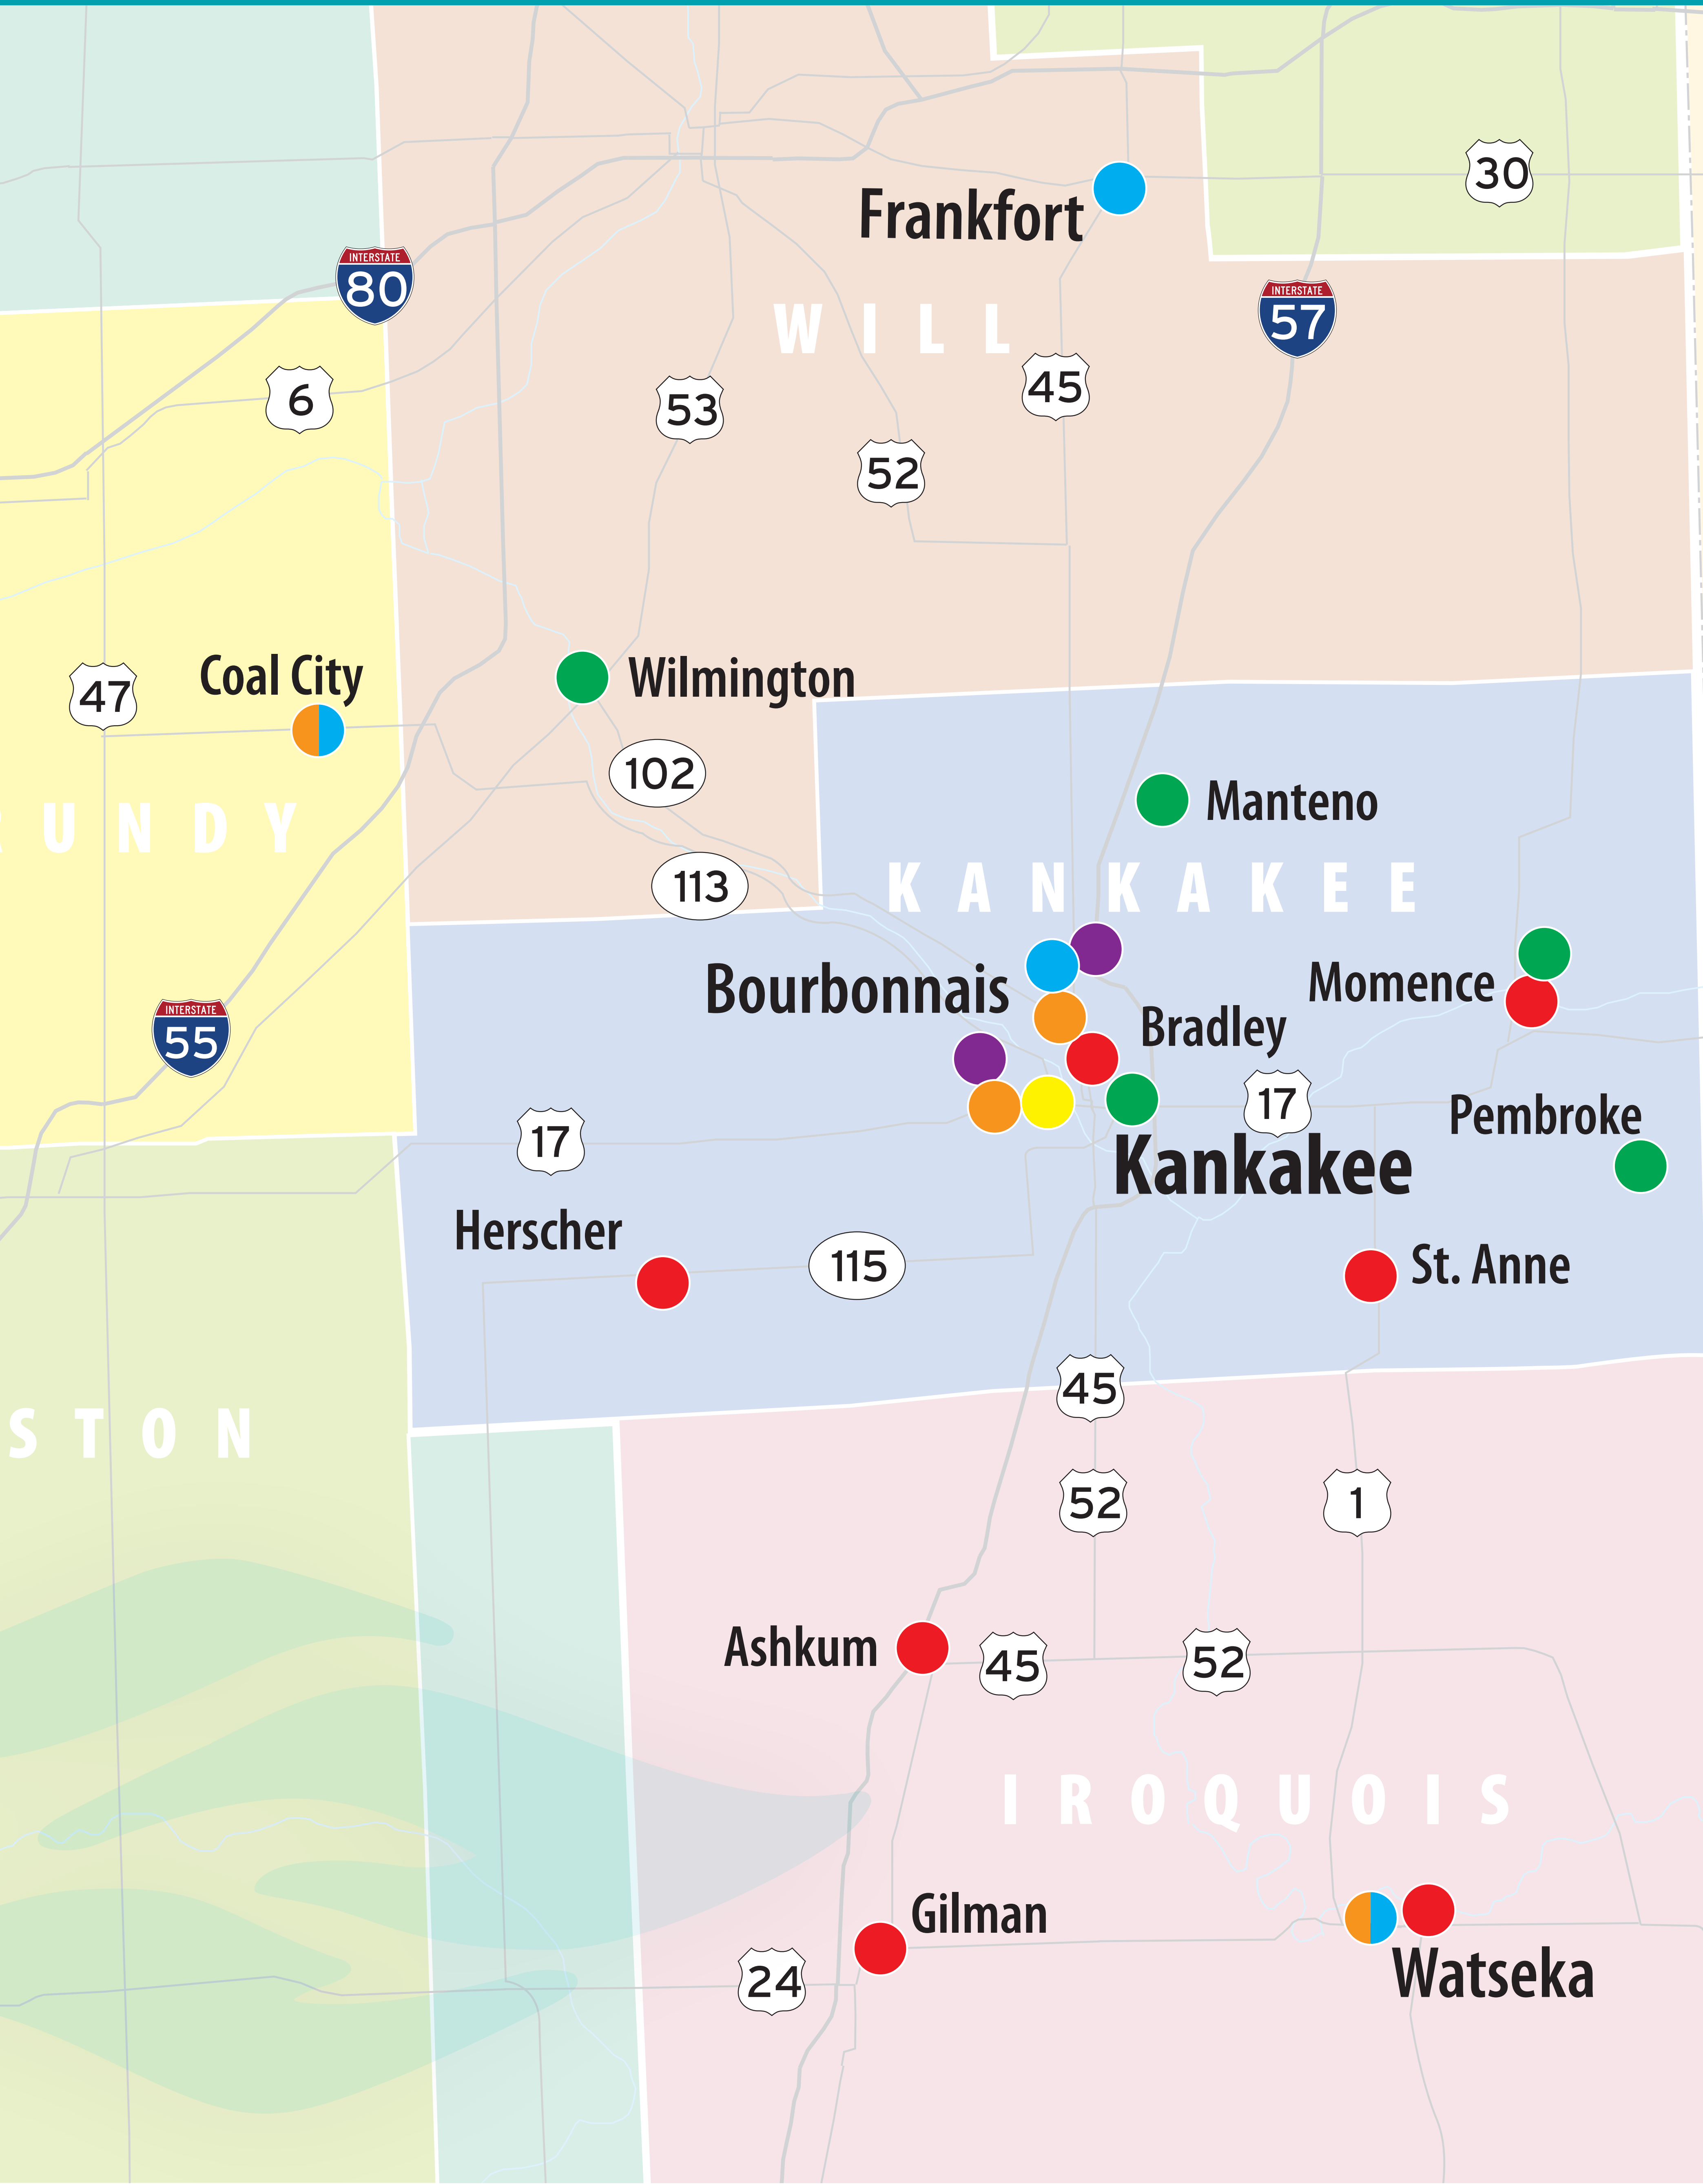 30
Frankfort
INTERSTATE
80
INTERSTATE
57
W I L L
6
53
45
52
Coal City
47
Wilmington
102
Manteno
UNDY
113
KANKAKEE
Bourbonnais
Momence
INTERSTATE
55
Bradley
17
Pembroke
17
Kankakee
Herscher
115
St. Anne
45
STON
52
1
Ashkum
45
52
IROQUOIS
Gilman
24
Watseka